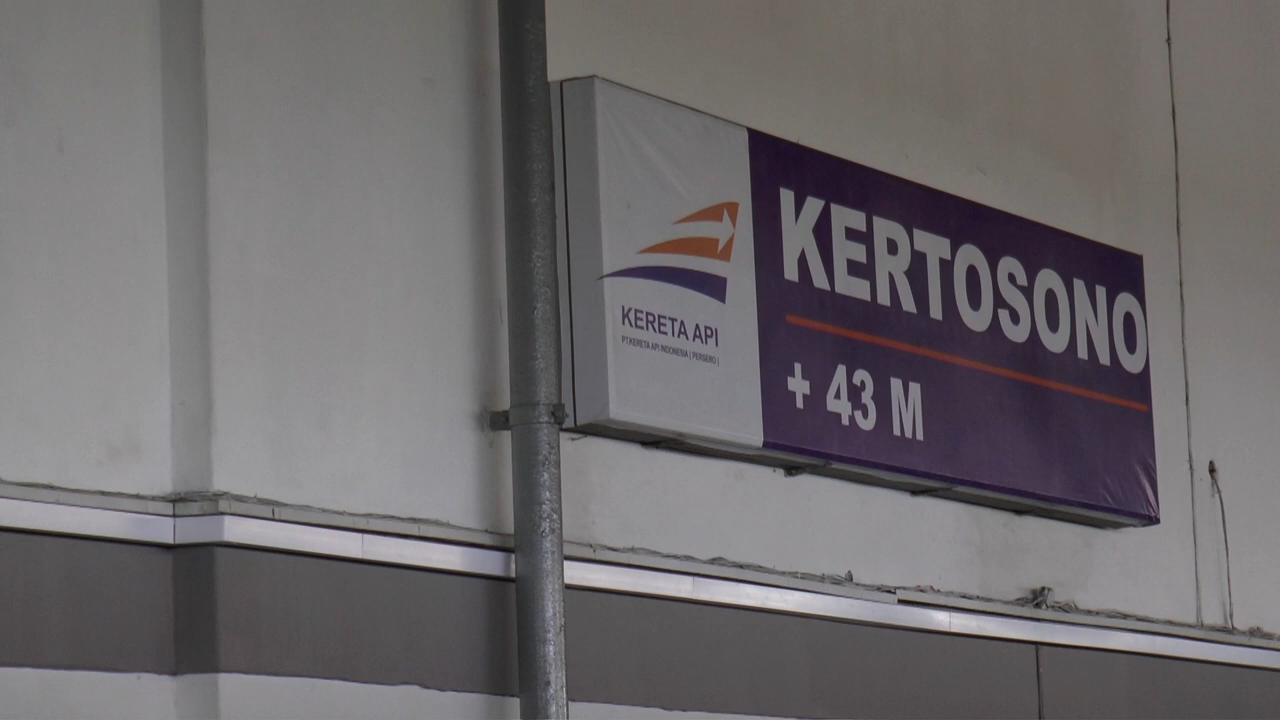 KERETA API
PT.KERETA API INDONESIA ( PERSERO )
KERTOSONO
+ 43 M